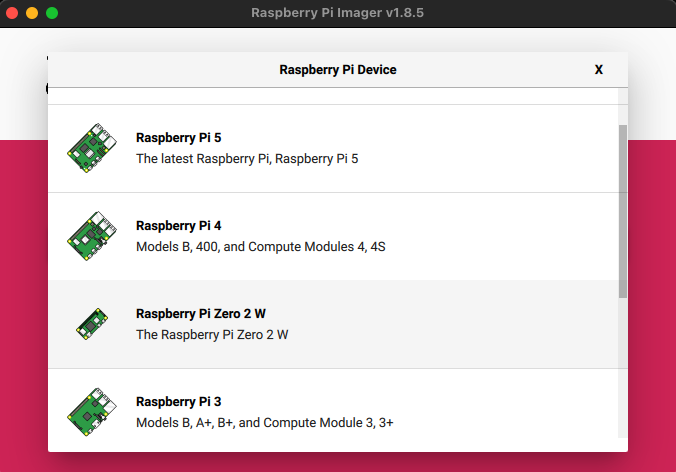 Raspberry Pi Imager v1.8.5
Raspberry Pi Device
X
Raspberry Pi 5
The latest Raspberry Pi, Raspberry Pi 5
Raspberry Pi 4
Models B, 400, and Compute Modules 4, 4S
Raspberry Pi Zero 2 W
The Raspberry Pi Zero 2 W
Raspberry Pi 3
Models B, A+, B+, and Compute Module 3, 3+